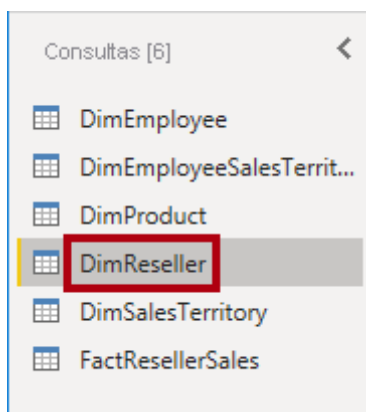 Consultas [6]
DimEmployee
DimEmployeeSalesTerrit...
DimProduct
DimReseller
DimSalesTerritory
FactResellerSales